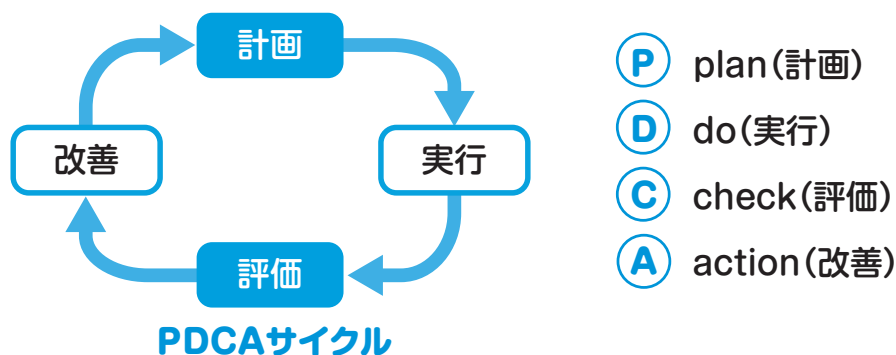 計画
改善
実行
評価
PDCAサイクル
P plan(計画)
D do(実行)
C check(評価)
A action(改善)